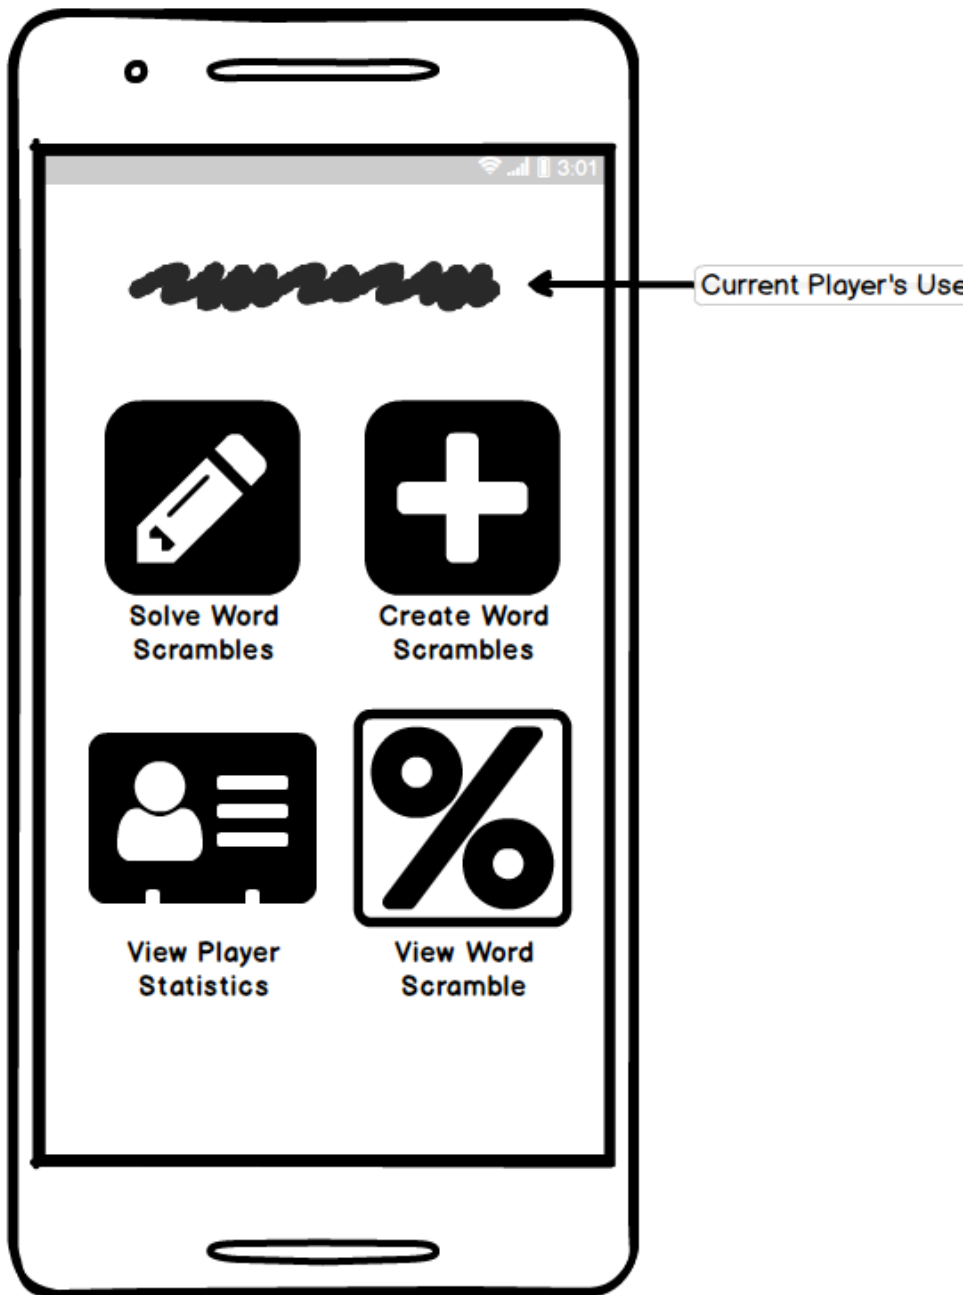 3:01
Current Player's Use
Solve Word
Scrambles
Create Word
Scrambles
View Player
Statistics
View Word
Scramble